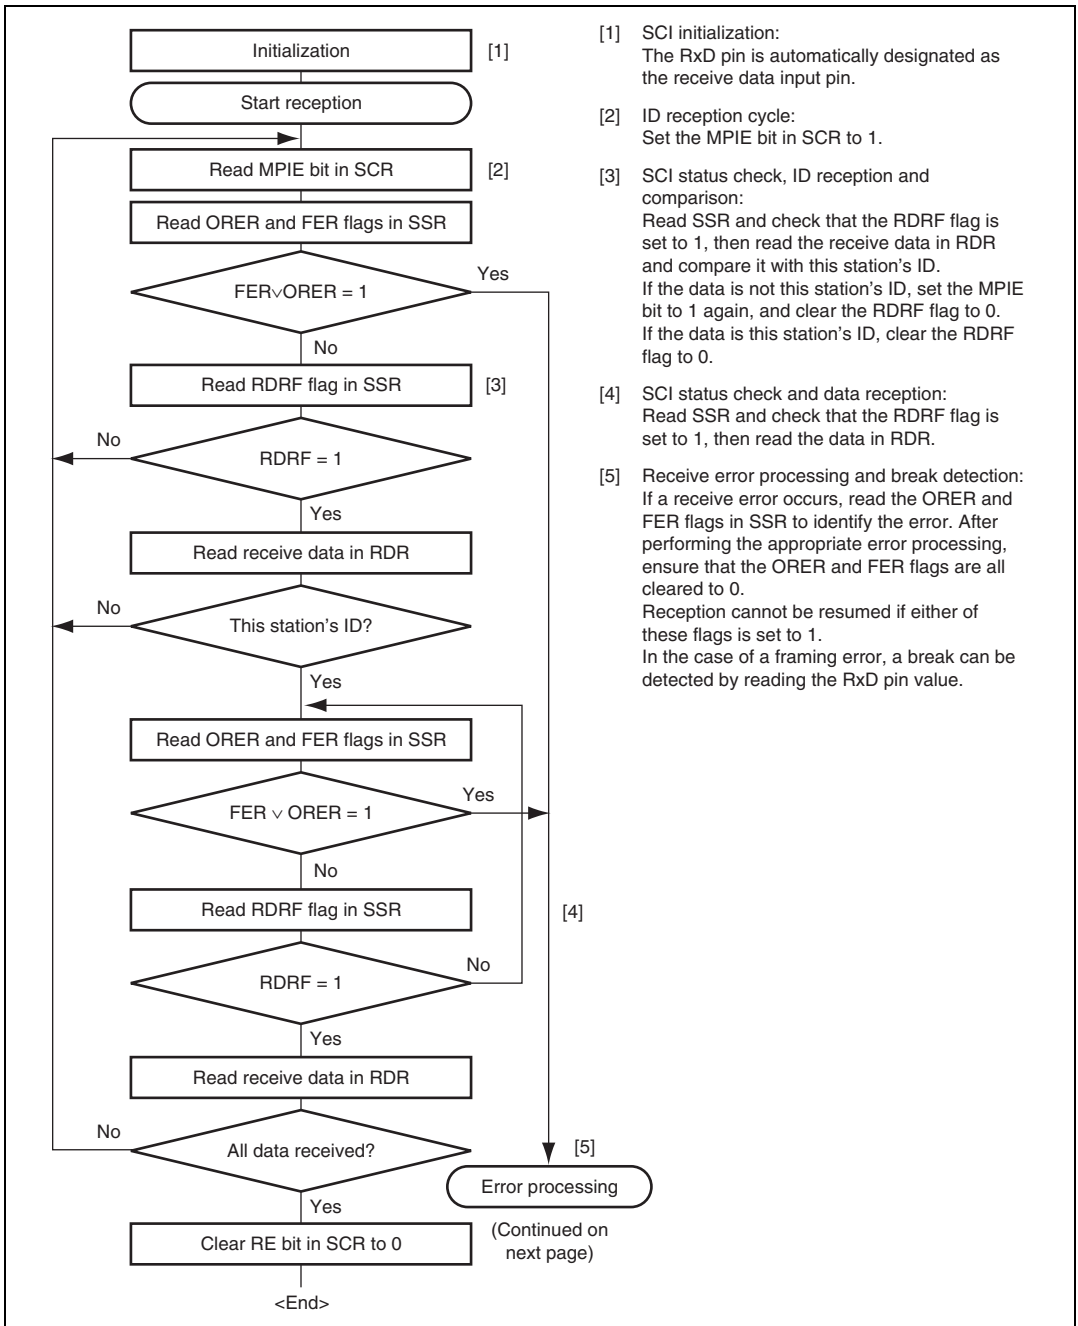 Initialization
[1]
Start reception
Read MPIE bit in SCR
[2]
Read ORER and FER flags in SSR
FER∨ORER = 1
Yes
No
Read RDRF flag in SSR
[3]
No
RDRF = 1
Yes
Read receive data in RDR
No
This station's ID?
Yes
Read ORER and FER flags in SSR
FER ∨ ORER = 1
Yes
No
Read RDRF flag in SSR
[4]
RDRF = 1
No
Yes
Read receive data in RDR
No
All data received?
[5]
Yes
Error processing
(Continued on
next page)
Clear RE bit in SCR to 0
<End>
[1] SCI initialization:
The RxD pin is automatically designated as
the receive data input pin.
[2] ID reception cycle:
Set the MPIE bit in SCR to 1.
[3] SCI status check, ID reception and
comparison:
Read SSR and check that the RDRF flag is
set to 1, then read the receive data in RDR
and compare it with this station's ID.
If the data is not this station's ID, set the MPIE
bit to 1 again, and clear the RDRF flag to 0.
If the data is this station's ID, clear the RDRF
flag to 0.
[4] SCI status check and data reception:
Read SSR and check that the RDRF flag is
set to 1, then read the data in RDR.
[5] Receive error processing and break detection:
If a receive error occurs, read the ORER and
FER flags in SSR to identify the error. After
performing the appropriate error processing,
ensure that the ORER and FER flags are all
cleared to 0.
Reception cannot be resumed if either of
these flags is set to 1.
In the case of a framing error, a break can be
detected by reading the RxD pin value.